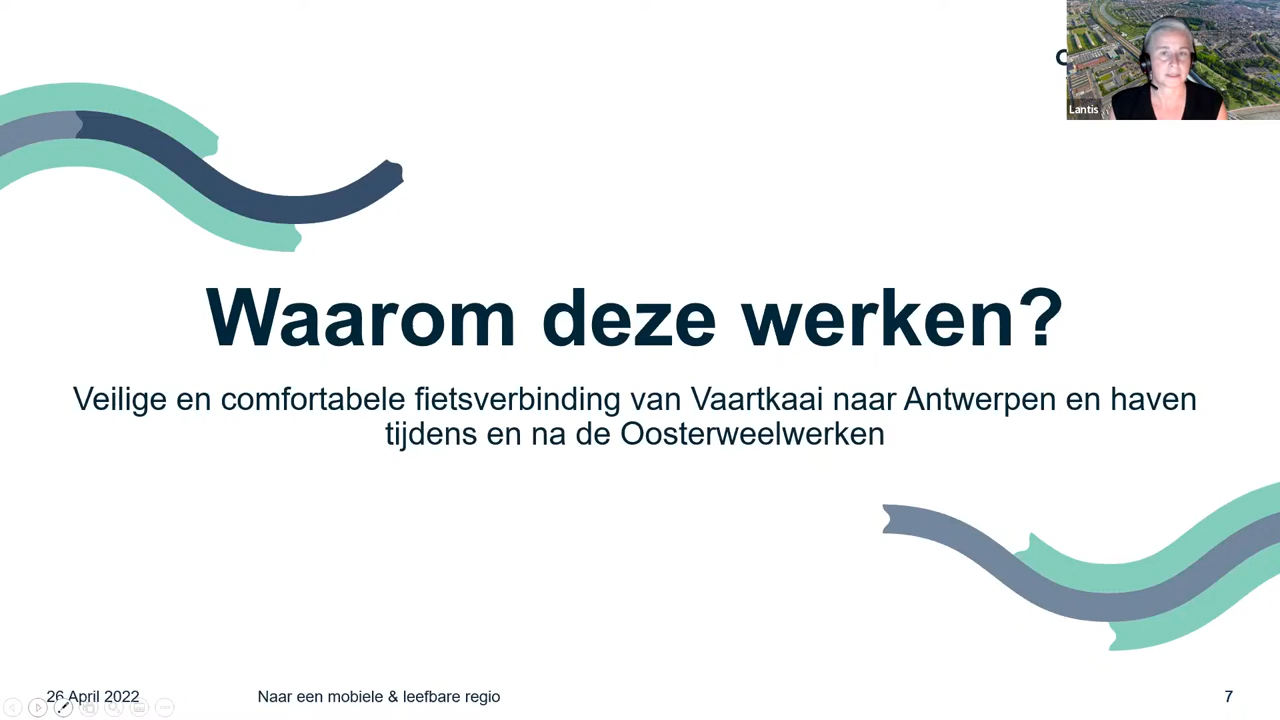 Lantis
Waarom deze werken?
Veilige en comfortabele fietsverbinding van Vaartkaai naar Antwerpen en haven
tijdens en na de Oosterweelwerken
26 April 2022
Naar een mobiele & leefbare regio
7